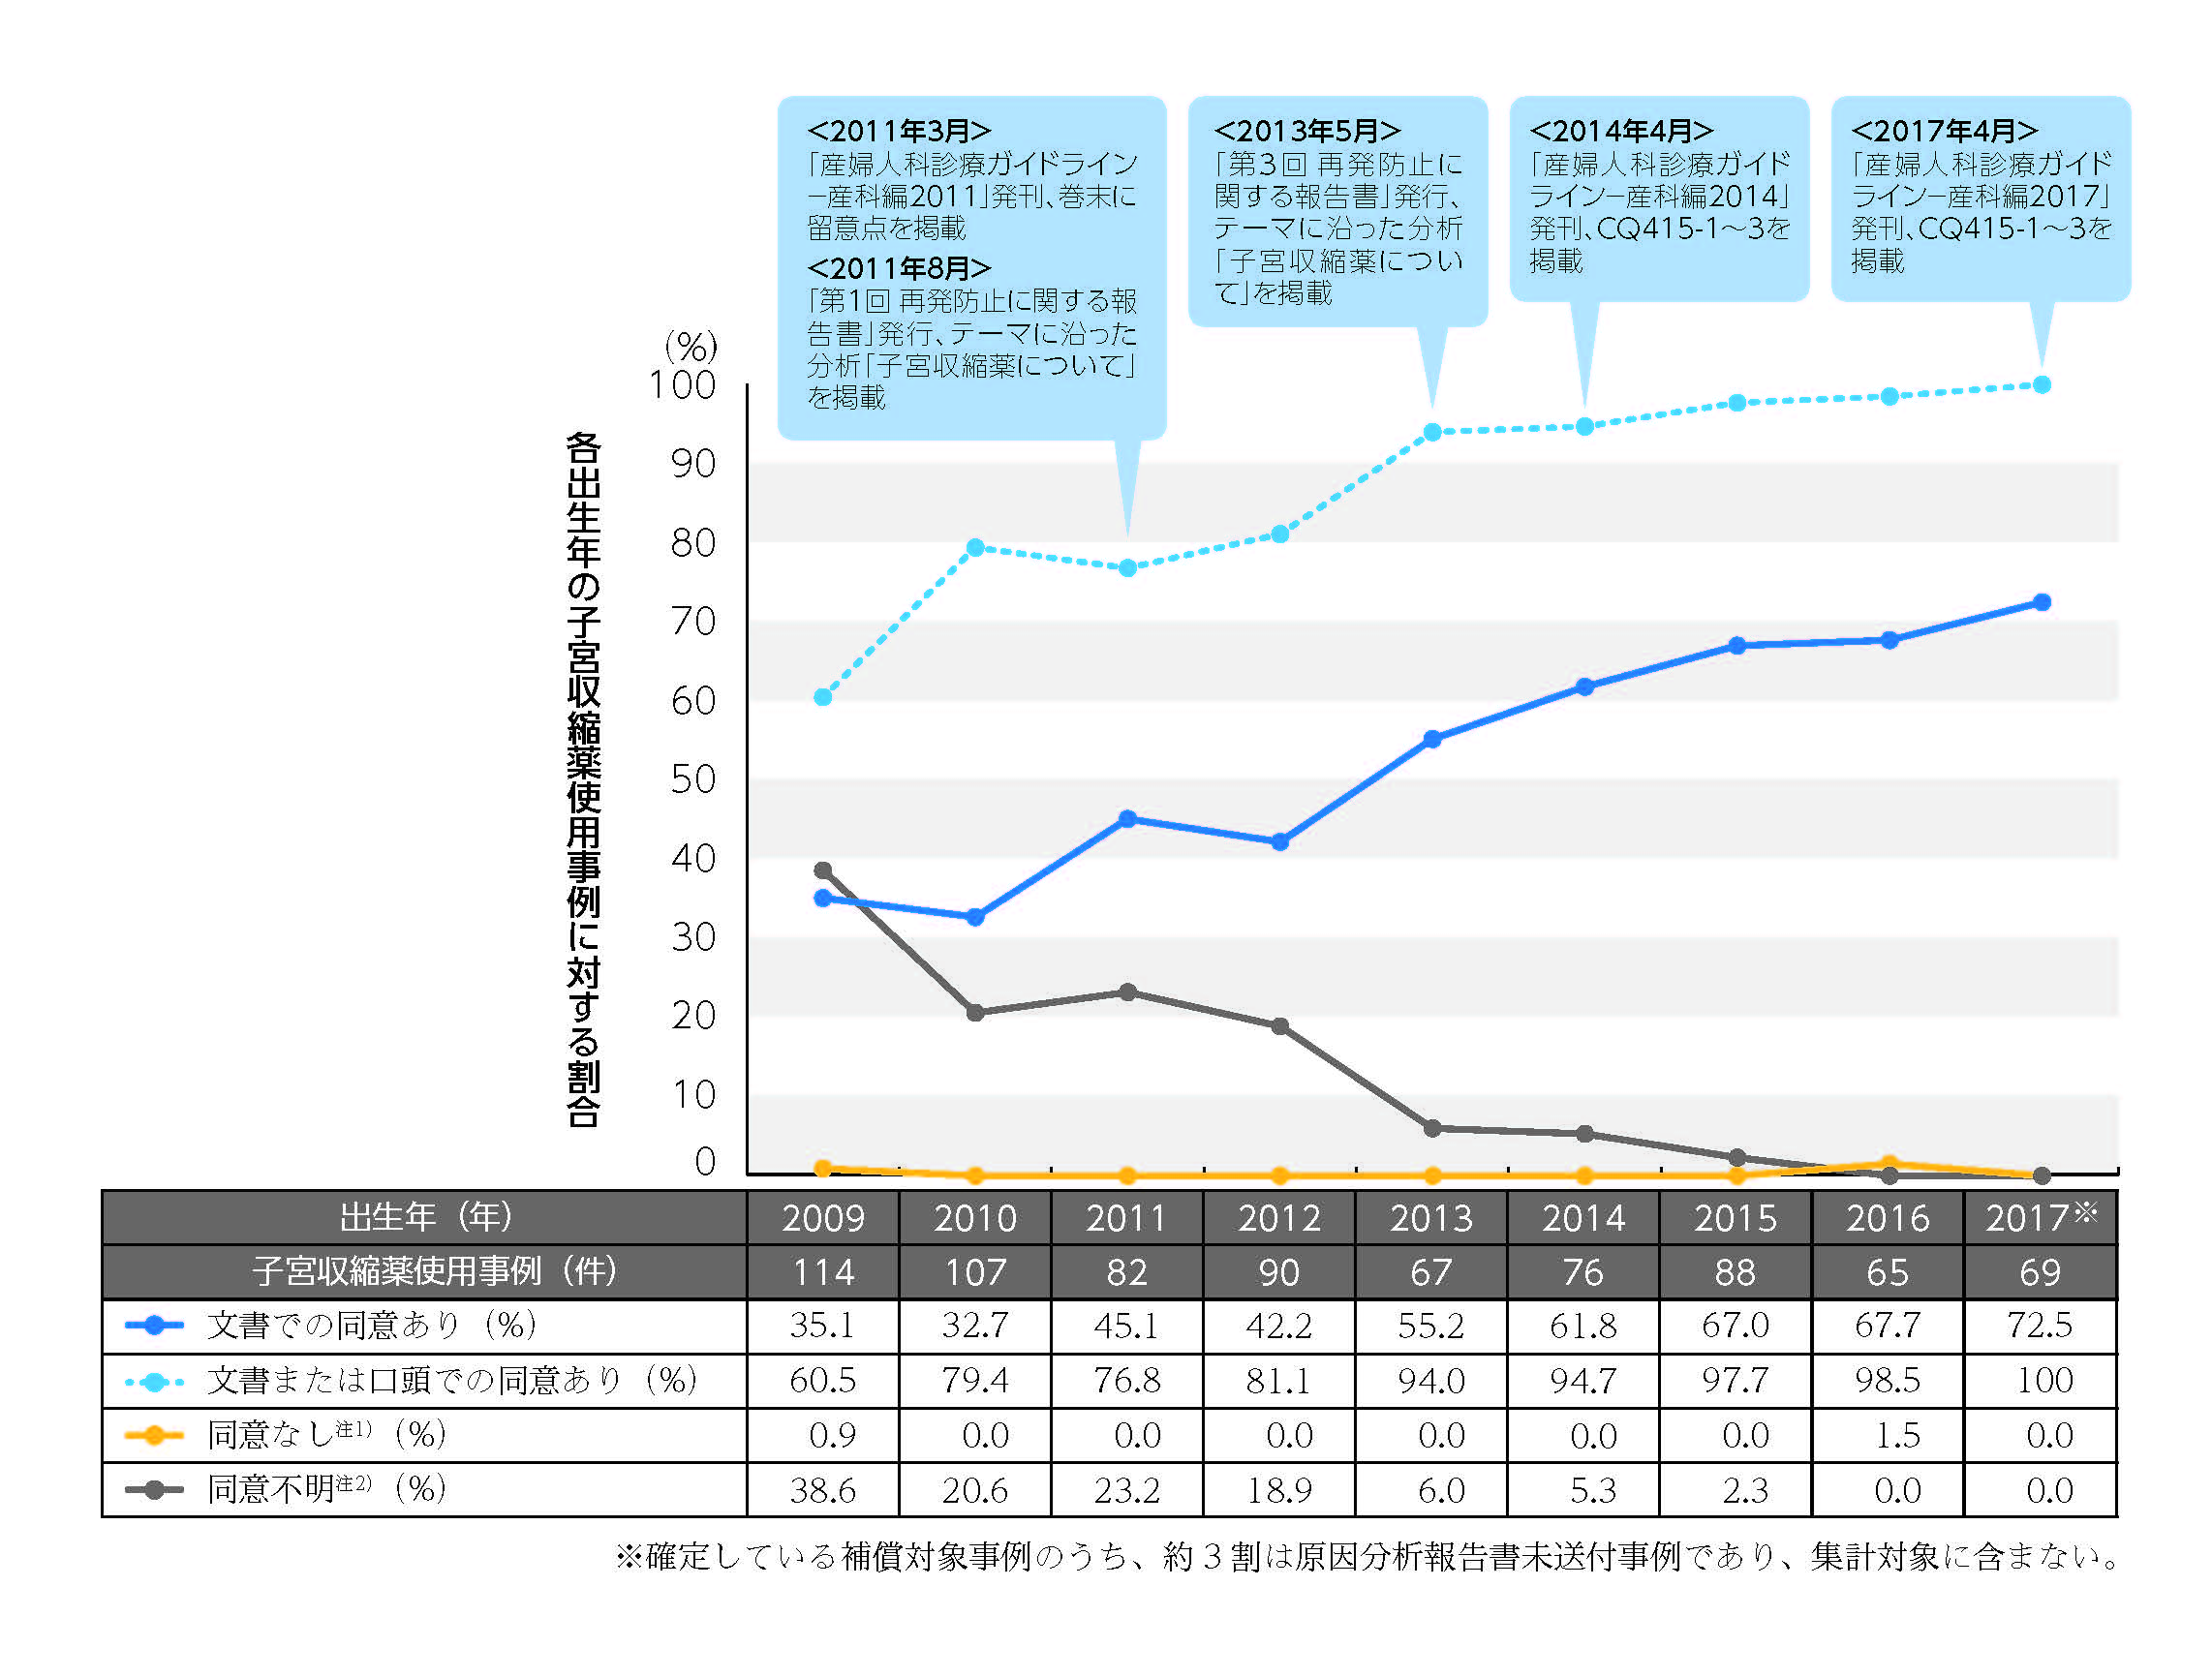 <2011年3月>
「産婦人科診療ガイドライン
−産科編2011」発刊、巻末に
留意点を掲載
<2011年8月>
「第1回 再発防止に関する報
告書」発行、テーマに沿った
分析「子宮収縮薬について」
を掲載
<2013年5月>
「第3回 再発防止に
関する報告書」発行、
テーマに沿った分析
「子宮収縮薬につい
て」を掲載
<2014年4月>
「産婦人科診療ガイド
ライン−産科編2014」
発刊、CQ415-1〜3を
掲載
<2017年4月>
「産婦人科診療ガイド
ライン−産科編2017」
発刊、CQ415-1〜3を
掲載
各出生年の子宮収縮薬使用事例に対する割合
(%)
100
90
80
70
60
50
40
30
20
10
0
出生年（年） 2009 2010 2011 2012 2013 2014 2015 2016 2017※
子宮収縮薬使用事例（件） 114 107 82 90 67 76 88 65 69
文書での同意あり（%） 35.1 32.7 45.1 42.2 55.2 61.8 67.0 67.7 72.5
文書または口頭での同意あり（%） 60.5 79.4 76.8 81.1 94.0 94.7 97.7 98.5 100
同意なし注1)（%） 0.9 0.0 0.0 0.0 0.0 0.0 0.0 1.5 0.0
同意不明注2)（%） 38.6 20.6 23.2 18.9 6.0 5.3 2.3 0.0 0.0
※確定している補償対象事例のうち、約3割は原因分析報告書未送付事例であり、集計対象に含まない。